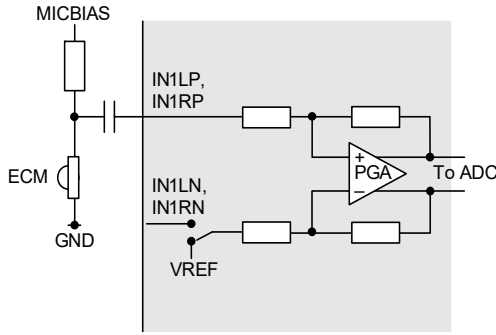 MICBIAS
IN1LP,
IN1RP
+
PGA
To ADC
−
ECM
IN1LN,
IN1RN
GND
VREF